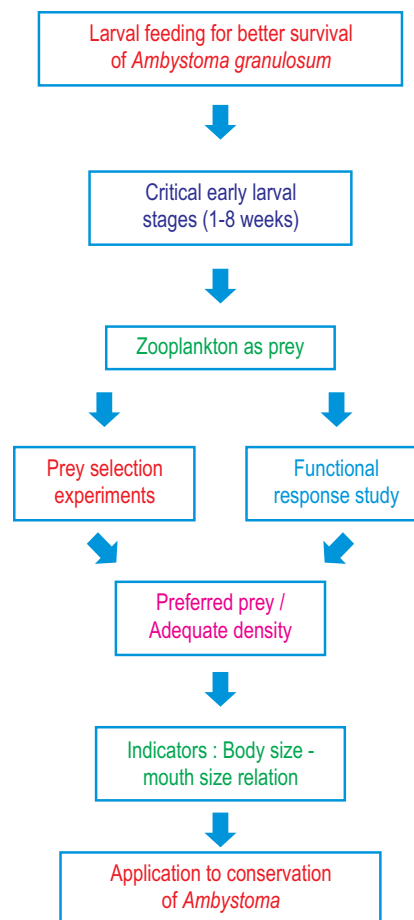 Larval feeding for better survival
of Ambystoma granulosum
Critical early larval
stages (1-8 weeks)
Zooplankton as prey
Prey selection
experiments
Functional
response study
Preferred prey /
Adequate density
Indicators : Body size -
mouth size relation
Application to conservation
of Ambystoma